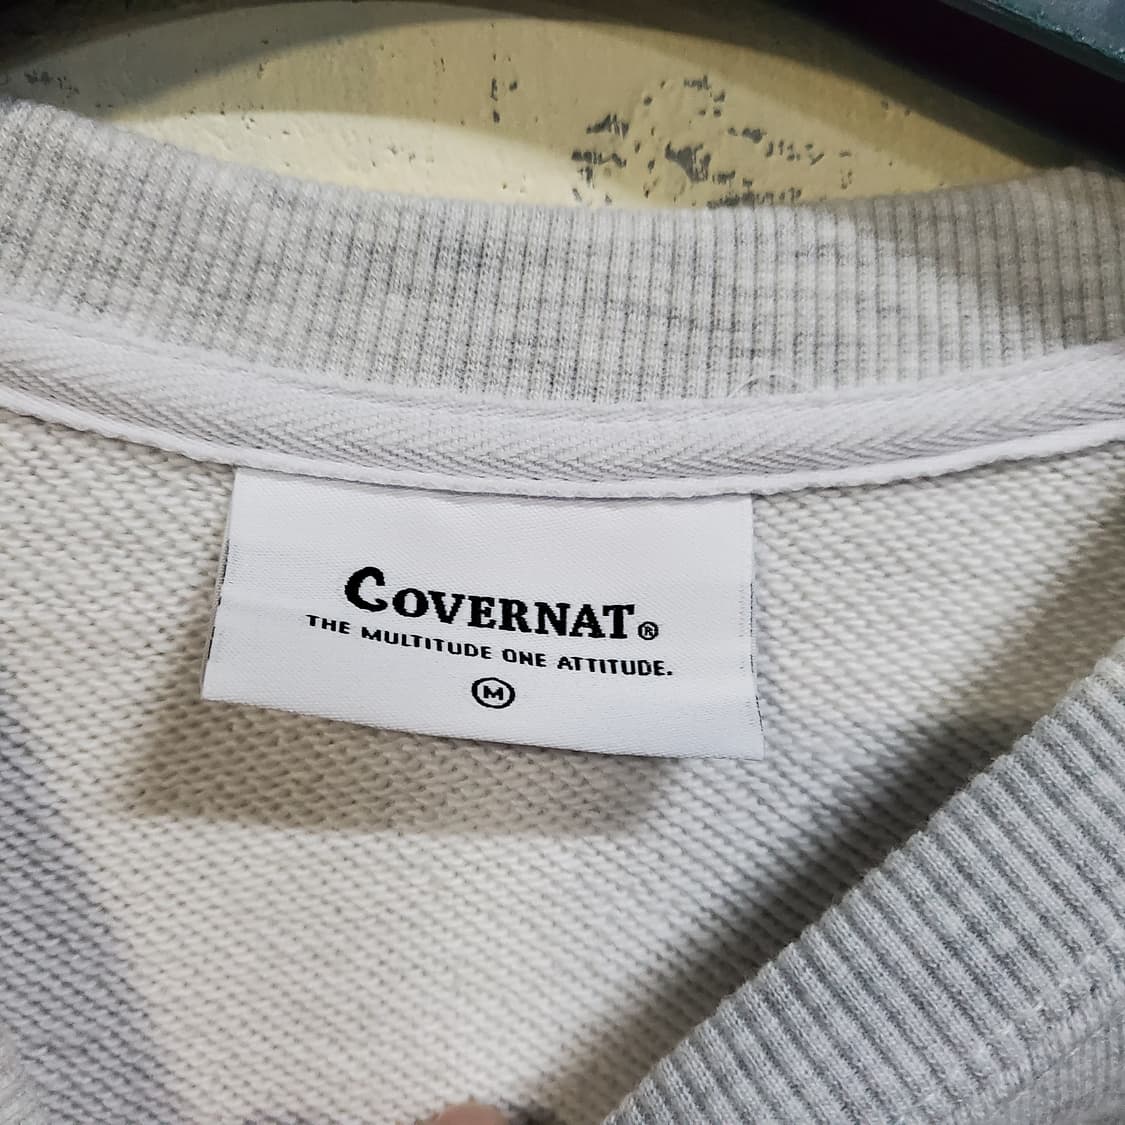 COVERNAT®
THE MULTITUDE ONE ATTITUDE.
M